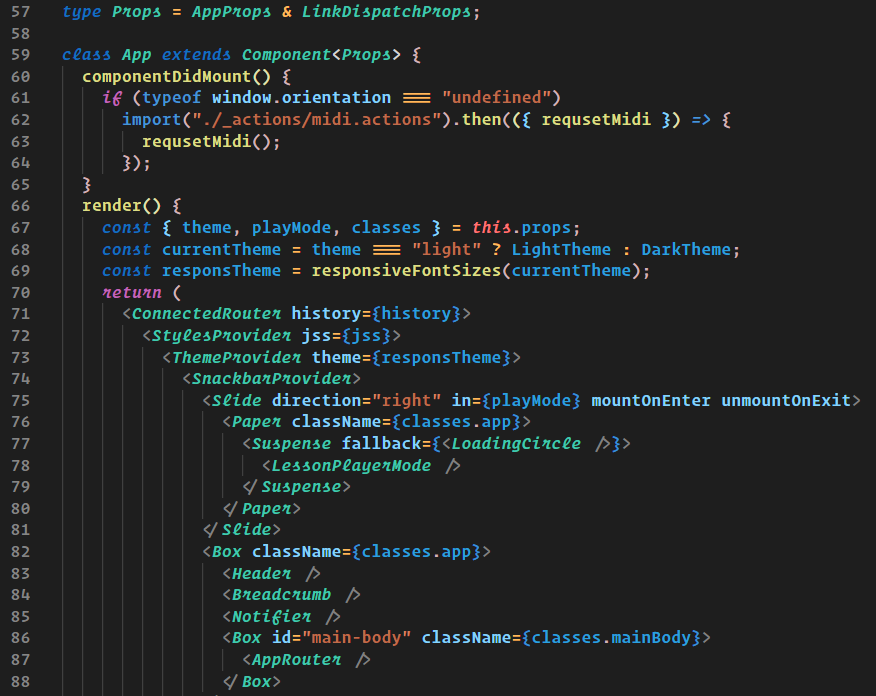 57 type Props = AppProps & LinkDispatchProps;
58
59 class App extends Component<Props> {
60 componentDidMount() {
61 if (typeof window.orientation === "undefined")
62 import("./_actions/midi.actions").then(({ requsetMidi }) => {
63 requsetMidi();
64 });
65 }
66 render() {
67 const { theme, playMode, classes } = this.props;
68 const currentTheme = theme === "light" ? LightTheme : DarkTheme;
69 const responsTheme = responsiveFontSizes(currentTheme);
70 return (
71 <ConnectedRouter history={history}>
72 <StylesProvider jss={jss}>
73 <ThemeProvider theme={responsTheme}>
74 <SnackbarProvider>
75 <Slide direction="right" in={playMode} mountOnEnter unmountOnExit>
76 <Paper className={classes.app}>
77 <Suspense fallback={<LoadingCircle />}>
78 <LessonPlayerMode />
79 </Suspense>
80 </Paper>
81 </Slide>
82 <Box className={classes.app}>
83 <Header />
84 <Breadcrumb />
85 <Notifier />
86 <Box id="main-body" className={classes.mainBody}>
87 <AppRouter />
88 </Box>